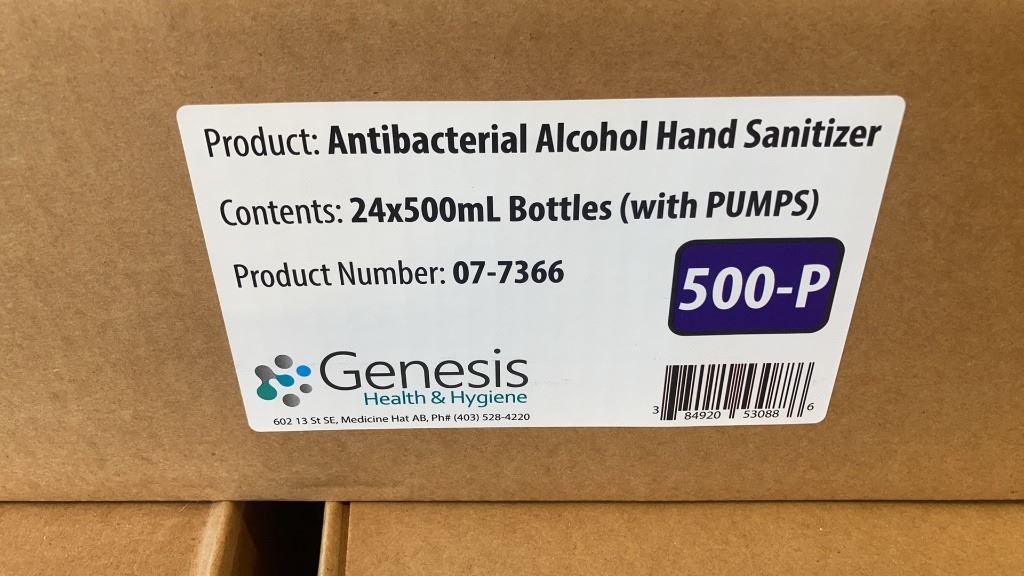 Product: Antibacterial Alcohol Hand Sanitizer
Contents: 24x500mL Bottles (with PUMPS)
Product Number: 07-7366
500-P
Genesis
Health & Hygiene
602 13 St SE, Medicine Hat AB, Ph# (403) 528-4220
3 84920 53088 6